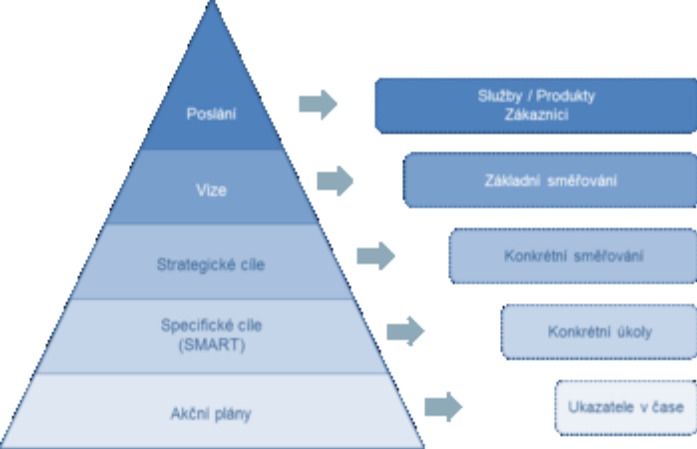 Poslání
Služby / Produkty
Zákazníci
Vize
Základní směřování
Strategické cíle
Konkrétní směřování
Specifické cíle
(SMART)
Konkrétní úkoly
Akční plány
Ukazatele v čase